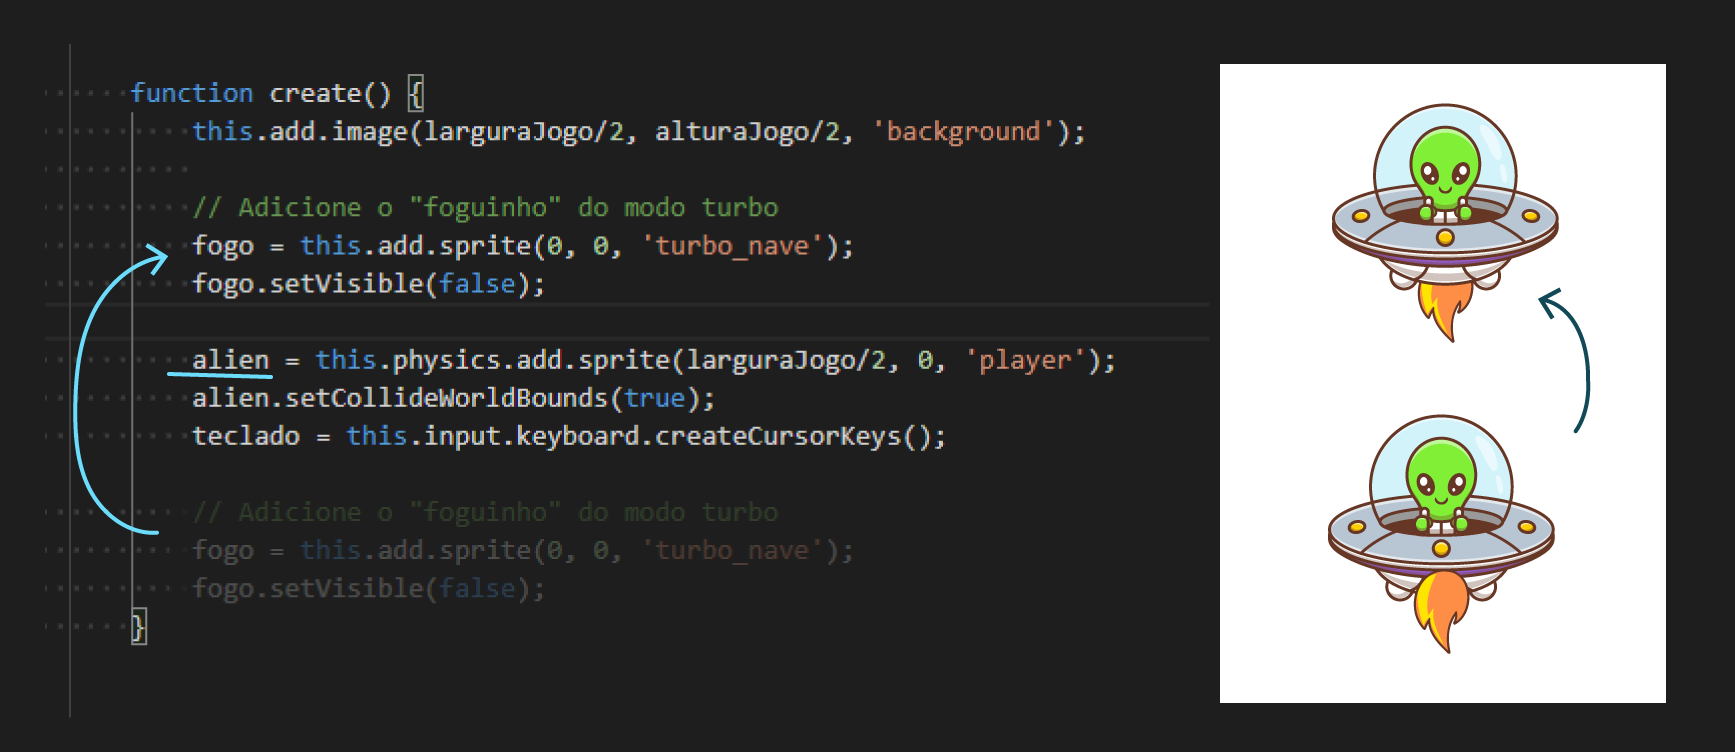 function create() {
this.add.image(larguraJogo/2, alturaJogo/2, 'background');
// Adicione o "foguinho" do modo turbo
fogo = this.add.sprite(0, 0, 'turbo_nave');
fogo.setVisible(false);
alien = this.physics.add.sprite(larguraJogo/2, 0, 'player');
alien.setCollideWorldBounds(true);
teclado = this.input.keyboard.createCursorKeys();
// Adicione o "foguinho" do modo turbo
fogo = this.add.sprite(0, 0, 'turbo_nave');
fogo.setVisible(false);
}